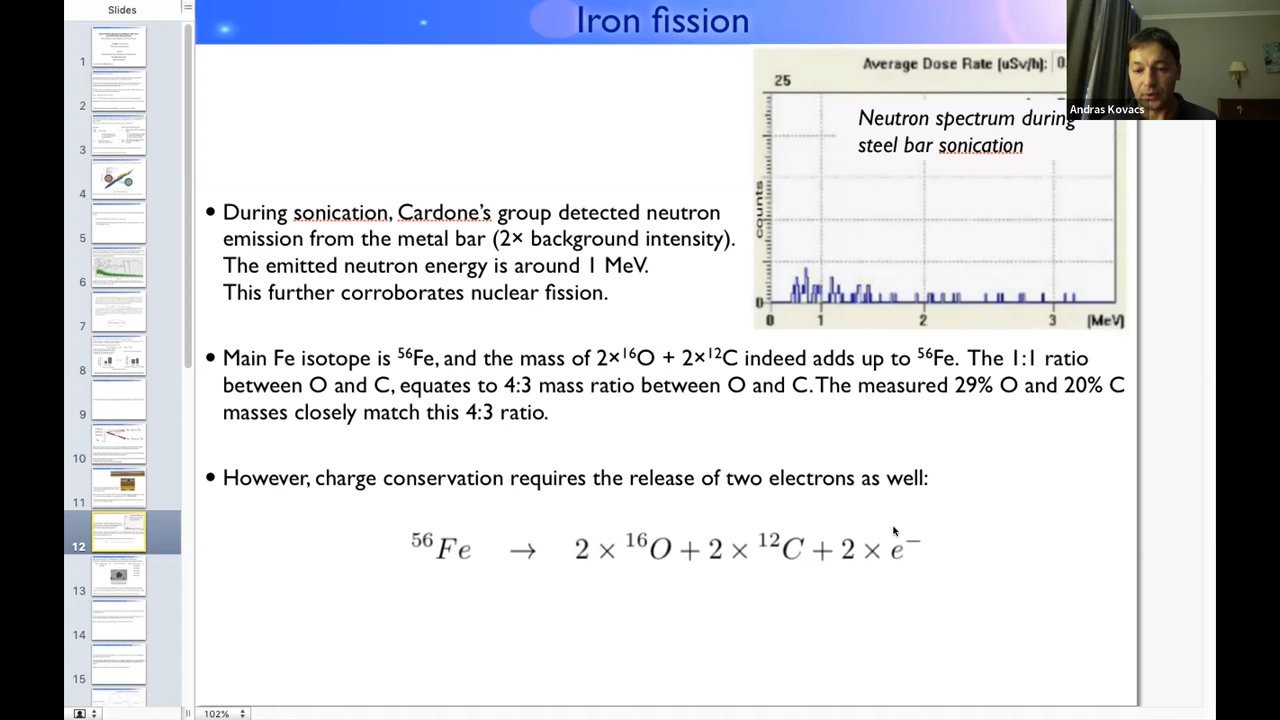 Slides
Iron fission
1
2
3
4
5
6
7
8
9
10
11
12
13
14
15
Average Dose Rate (uSv/h): 0.
25
Neutron spectrum during
steel bar sonication
counts
0
0 1 2 3 (MeV)
Andras Kovacs
• During sonication, Cardone's group detected neutron
emission from the metal bar (2× background intensity).
The emitted neutron energy is around 1 MeV.
This further corroborates nuclear fission.
• Main Fe isotope is ⁵⁶Fe, and the mass of 2×¹⁶O + 2×¹²C indeed adds up to ⁵⁶Fe. The 1:1 ratio
between O and C, equates to 4:3 mass ratio between O and C. The measured 29% O and 20% C
masses closely match this 4:3 ratio.
• However, charge conservation requires the release of two electrons as well:
⁵⁶Fe → 2 × ¹⁶O + 2 × ¹²C + 2 × e⁻
102%